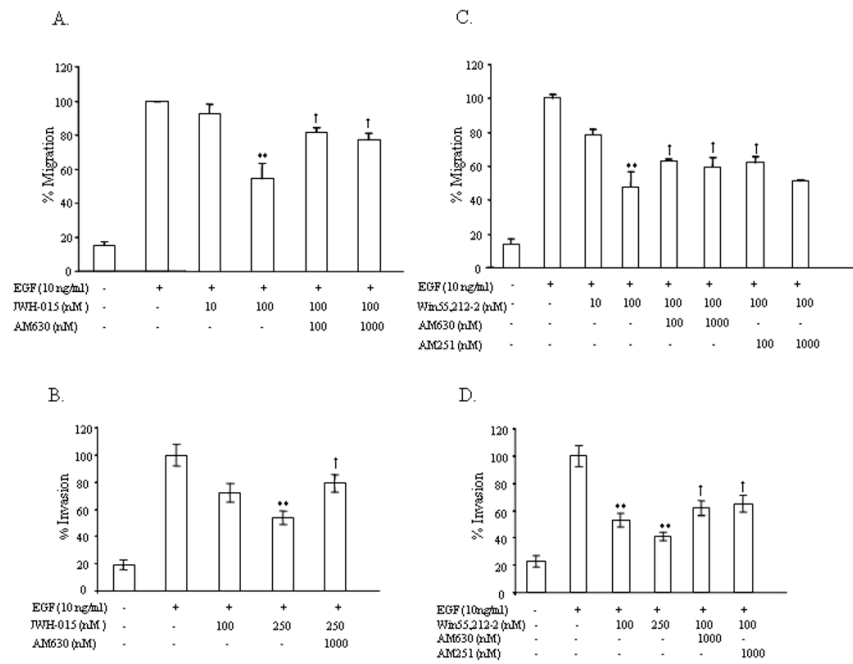 A.
120
100
80
60
40
20
0
% Migration
↑ ↑
**
EGF (10 ng/ml) - + + + + +
JWH-015 (nM ) - - 10 100 100 100
AM630 (nM) - - - - 100 1000
C.
120
100
80
60
40
20
0
% Migration
↑ ↑ ↑
**
EGF (10 ng/ml) - + + + + + + +
Win55,212-2 (nM) - - 10 100 100 100 100 100
AM630 (nM) - - - - 100 1000 - -
AM251 (nM) - - - - - - 100 1000
B.
120
100
80
60
40
20
0
% Invasion
↑
**
EGF (10 ng/ml) - + + + +
JWH-015 (nM ) - - 100 250 250
AM630 (nM) - - - - 1000
D.
120
100
80
60
40
20
0
% Invasion
** ** ↑ ↑
EGF (10ng/ml) - + + + + +
Win55,212-2 (nM) - - 100 250 100 100
AM630 (nM) - - - - 1000 -
AM251 (nM) - - - - - 1000